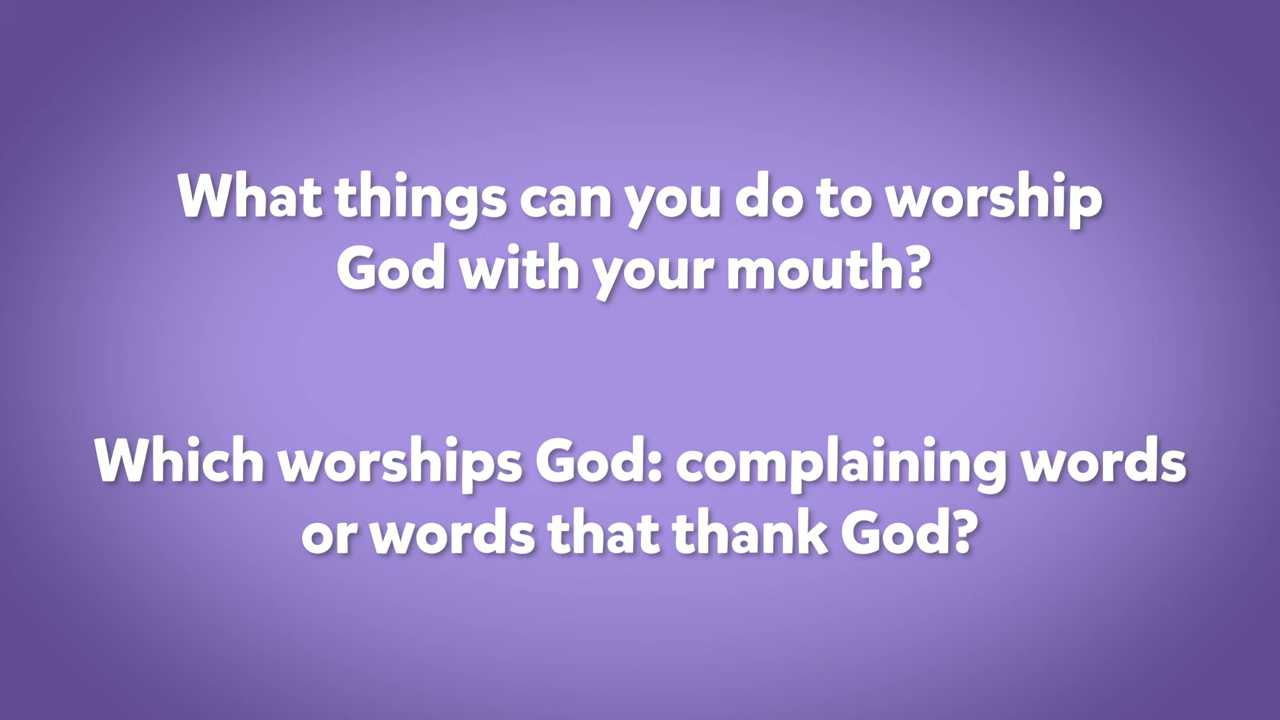 What things can you do to worship
God with your mouth?
Which worships God: complaining words
or words that thank God?